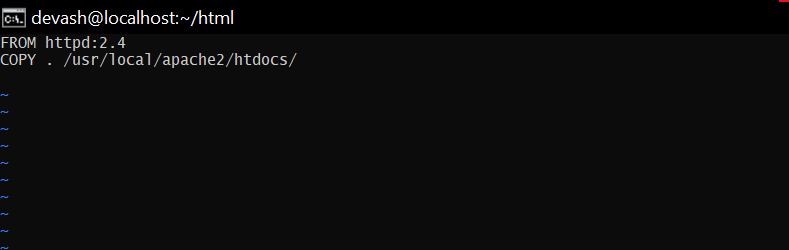 C:\.
devash@localhost:~/html
FROM httpd:2.4
COPY . /usr/local/apache2/htdocs/
~
~
~
~
~
~
~
~
~
~